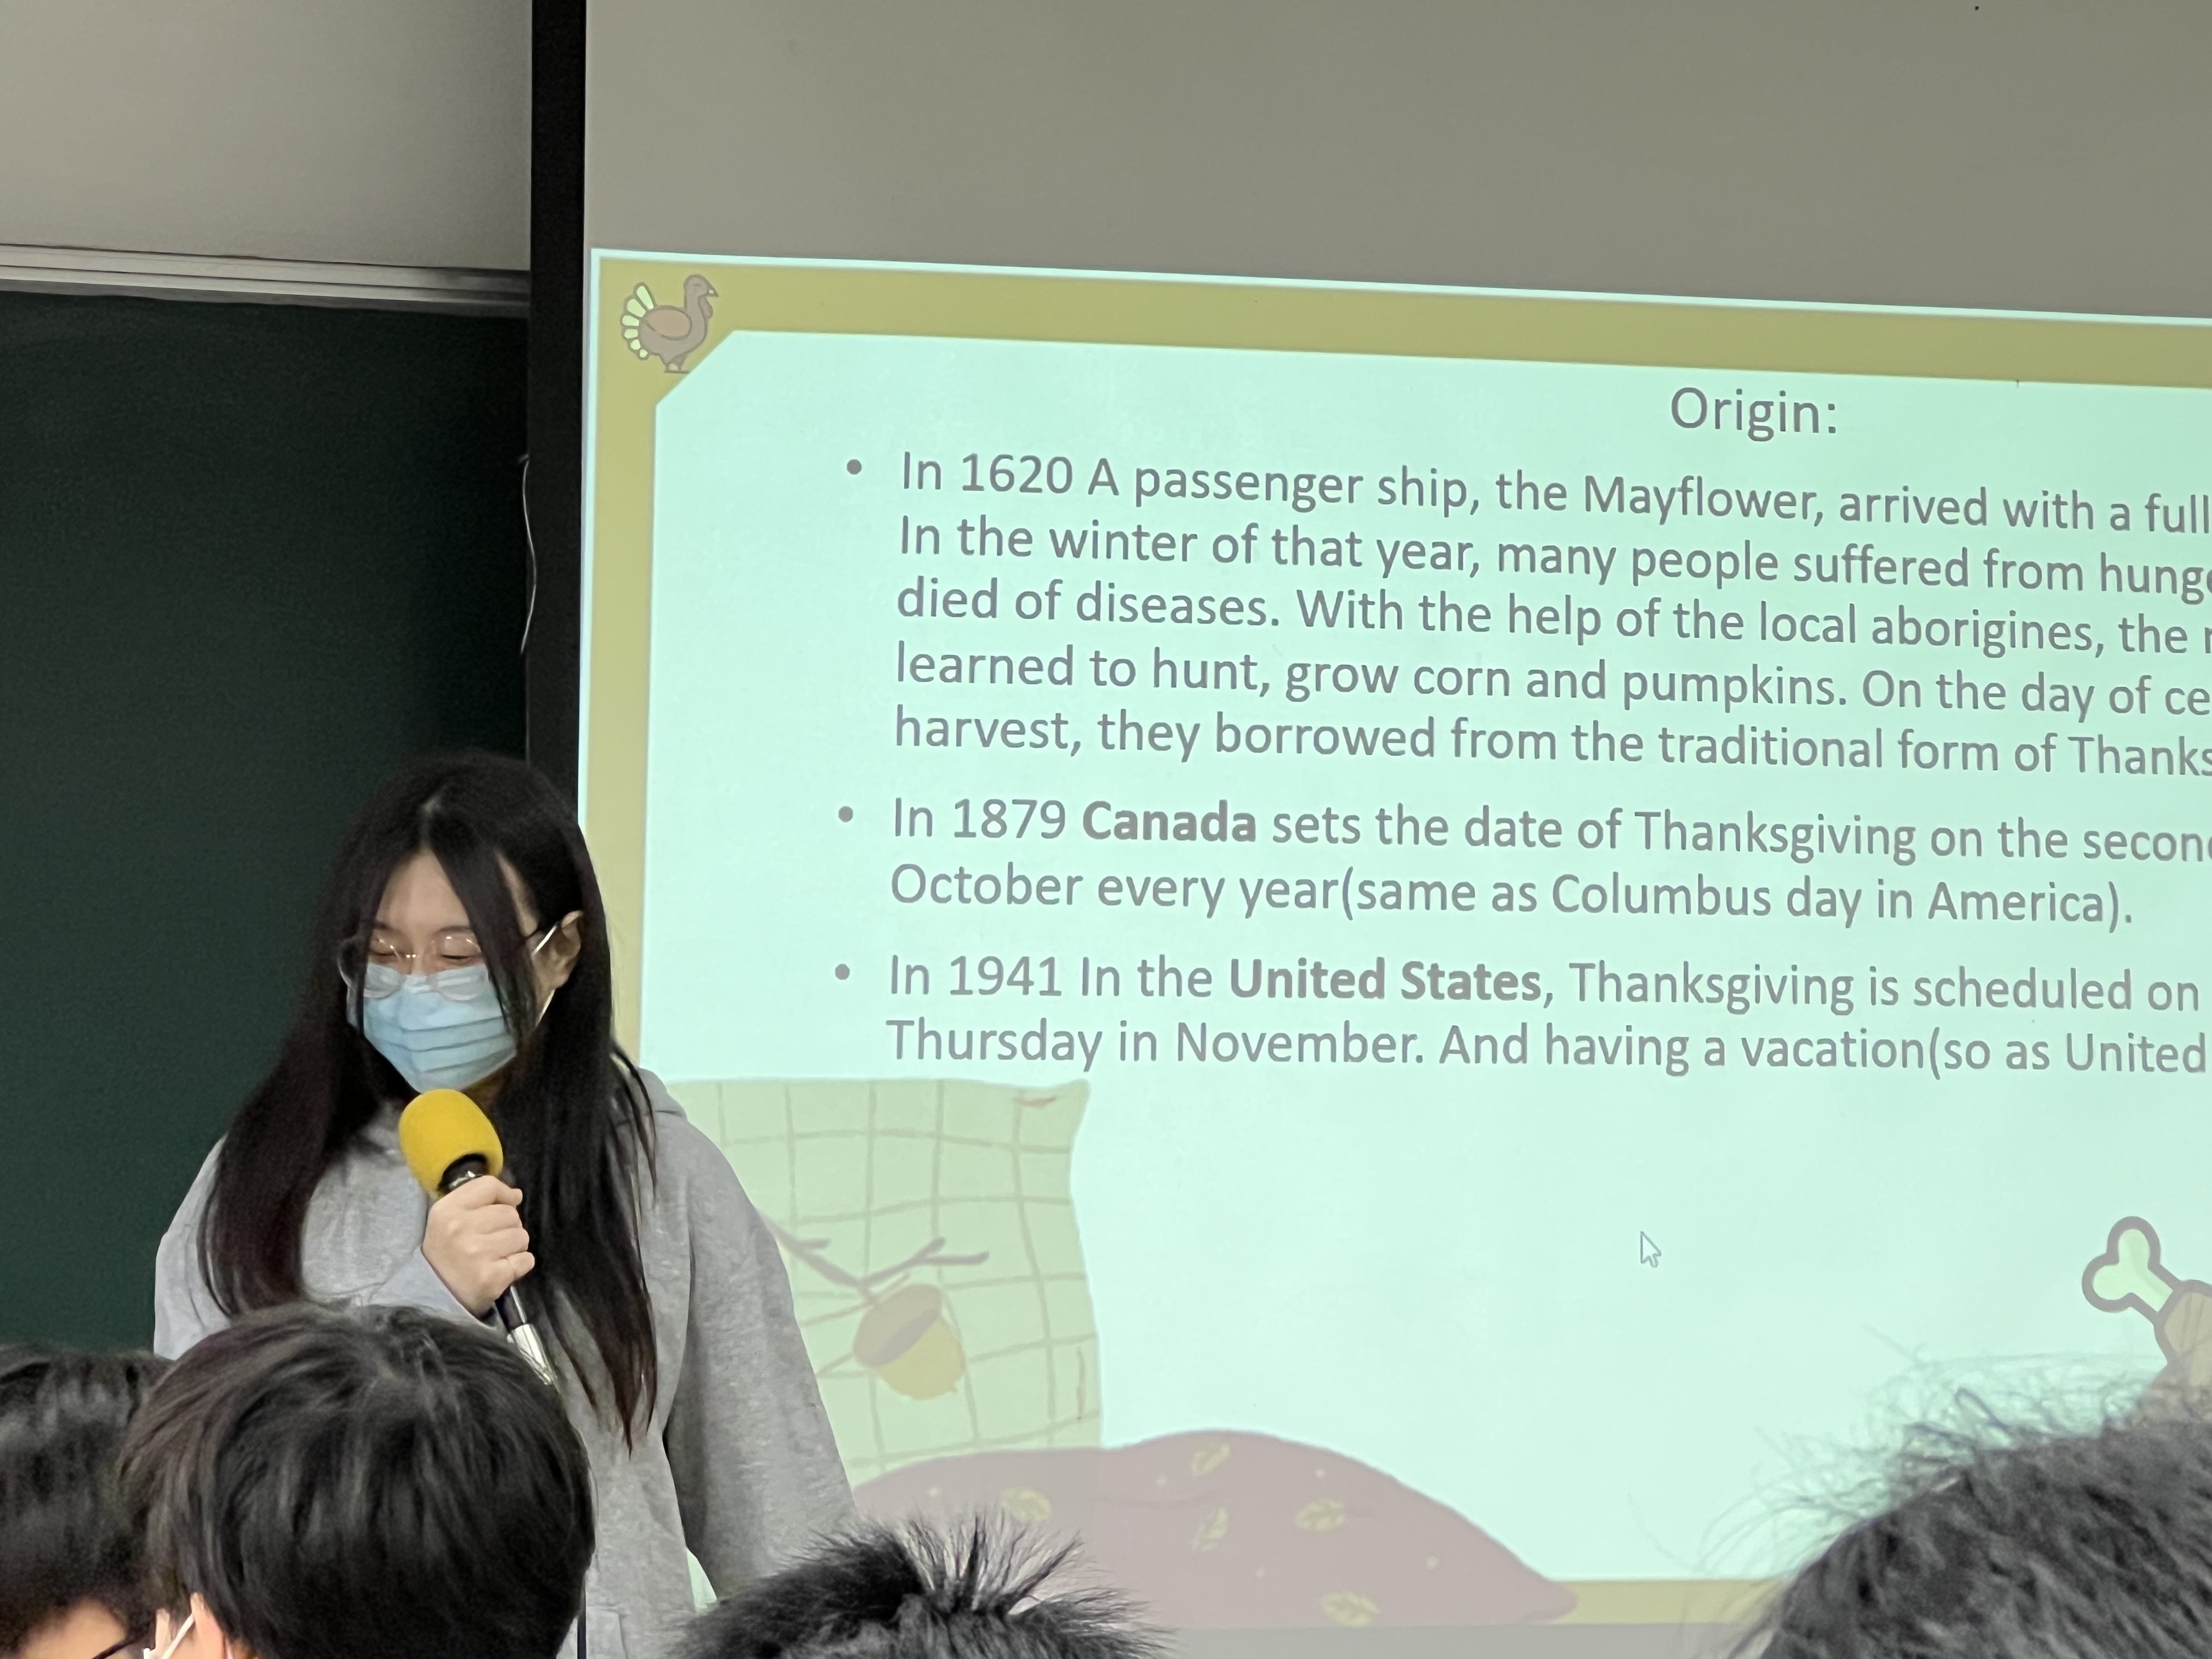 Origin:
• In 1620 A passenger ship, the Mayflower, arrived with a full
In the winter of that year, many people suffered from
died of diseases. With the help of the local aborigines, the
learned to hunt, grow corn and pumpkins. On the day of
harvest, they borrowed from the traditional form of
• In 1879 Canada sets the date of Thanksgiving on the
October every year(same as Columbus day in America).
• In 1941 In the United States, Thanksgiving is scheduled on
Thursday in November. And having a vacation(so as United